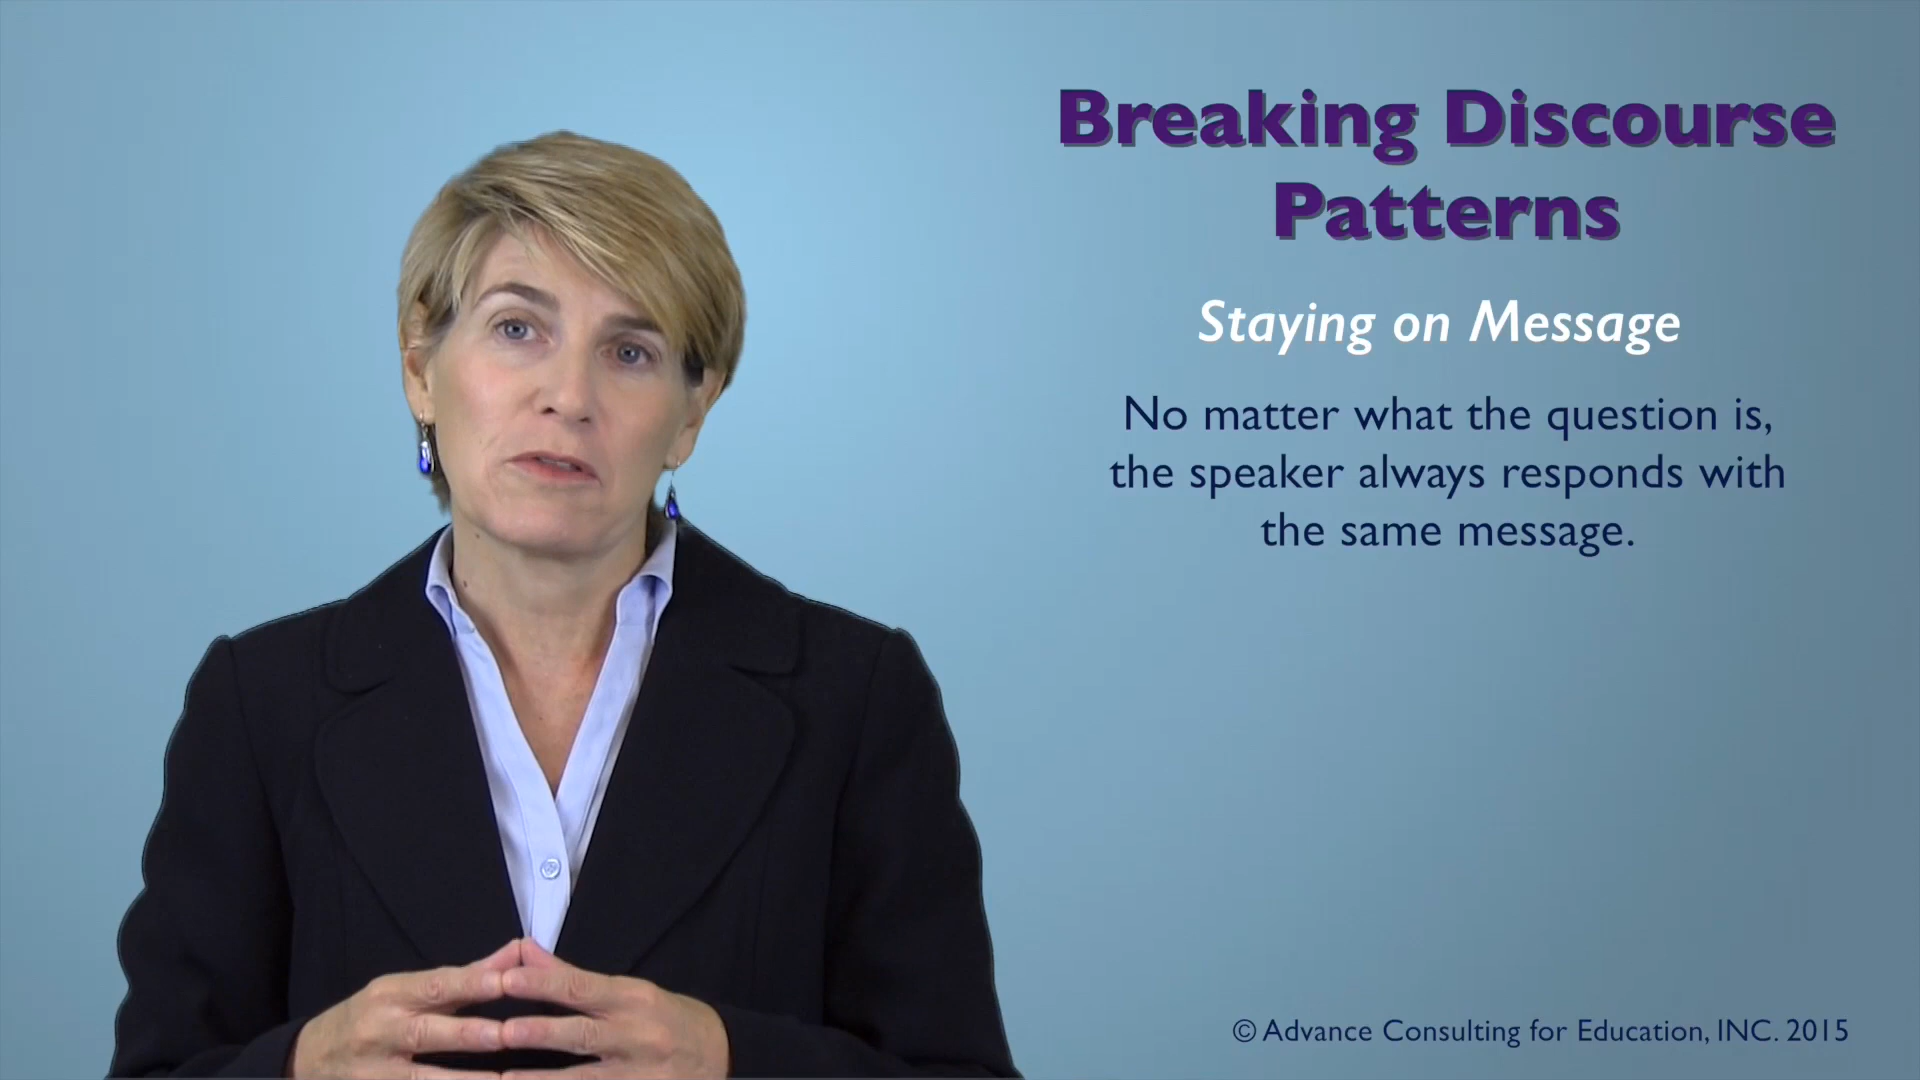 Breaking Discourse
Patterns
Staying on Message
No matter what the question is,
the speaker always responds with
the same message.
© Advance Consulting for Education, INC. 2015